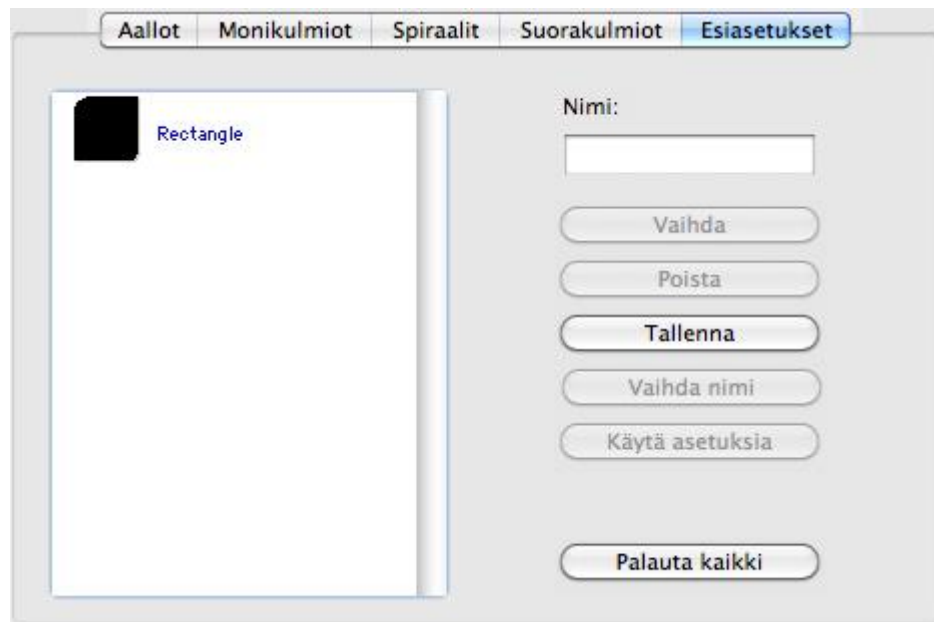 Aallot Monikulmiot Spiraalit Suorakulmiot Esiasetukset
Rectangle
Nimi:
Vaihda
Poista
Tallenna
Vaihda nimi
Käytä asetuksia
Palauta kaikki